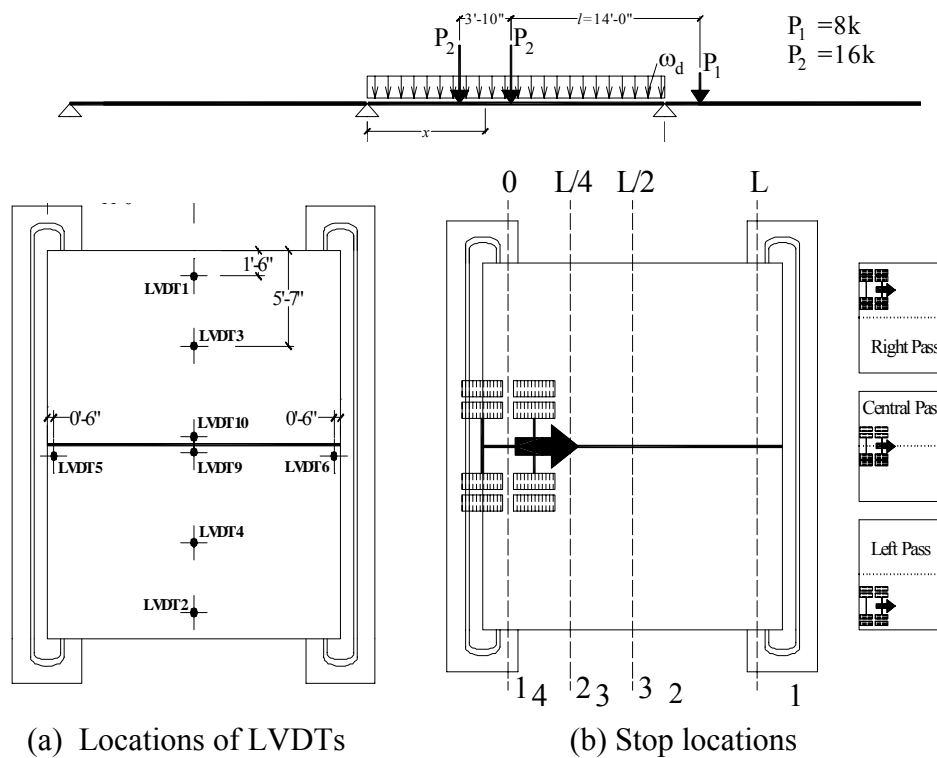 3'-10" l=14'-0" P1 =8k
P2 P2 P2 =16k
ωd P1
x
0 L/4 L/2 L
1'-6"
LVDT1
5'-7"
LVDT3
Right Pass
0'-6" 0'-6"
LVDT10
LVDT5 LVDT9 LVDT6
Central Pas
LVDT4
Left Pass
LVDT2
1 4 2 3 3 2 1
(a) Locations of LVDTs (b) Stop locations